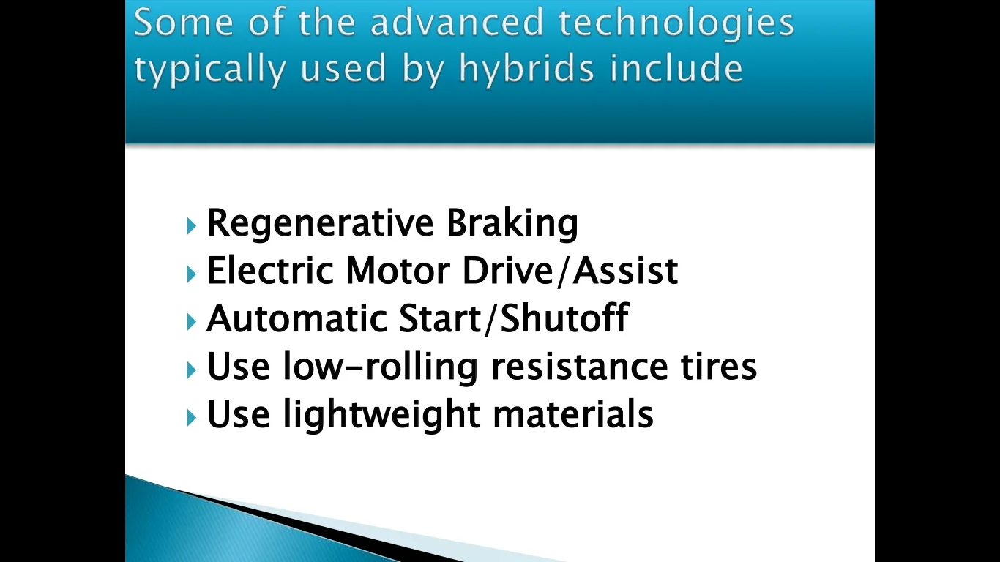 Some of the advanced technologies
typically used by hybrids include
Regenerative Braking
Electric Motor Drive/Assist
Automatic Start/Shutoff
Use low-rolling resistance tires
Use lightweight materials